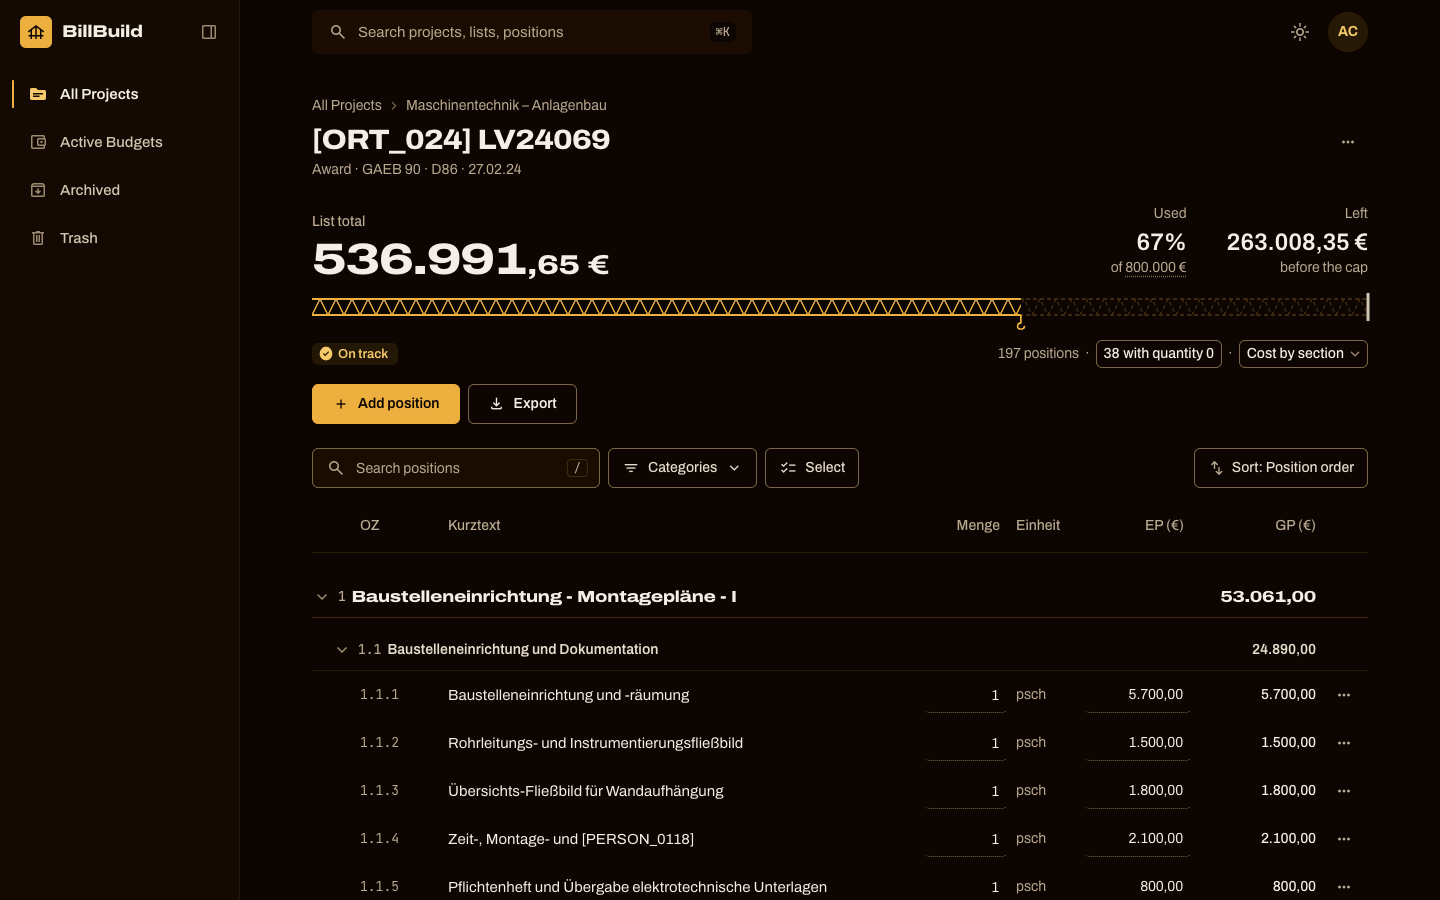 BillBuild
Search projects, lists, positions
⌘K
AC
All Projects
Active Budgets
Archived
Trash
All Projects
Maschinentechnik – Anlagenbau
[ORT_024] LV24069
Award · GAEB 90 · D86 · 27.02.24
List total
536.991,65 €
Used
67%
of 800.000 €
Left
263.008,35 €
before the cap
On track
197 positions · 38 with quantity 0 · Cost by section
Add position
Export
Search positions
/
Categories
Select
Sort: Position order
OZ Kurztext Menge Einheit EP (€) GP (€)
1 Baustelleneinrichtung - Montagepläne - I 53.061,00
1.1 Baustelleneinrichtung und Dokumentation 24.890,00
1.1.1 Baustelleneinrichtung und -räumung 1 psch 5.700,00 5.700,00
1.1.2 Rohrleitungs- und Instrumentierungsfließbild 1 psch 1.500,00 1.500,00
1.1.3 Übersichts-Fließbild für Wandaufhängung 1 psch 1.800,00 1.800,00
1.1.4 Zeit-, Montage- und [PERSON_0118] 1 psch 2.100,00 2.100,00
1.1.5 Pflichtenheft und Übergabe elektrotechnische Unterlagen 1 psch 800,00 800,00